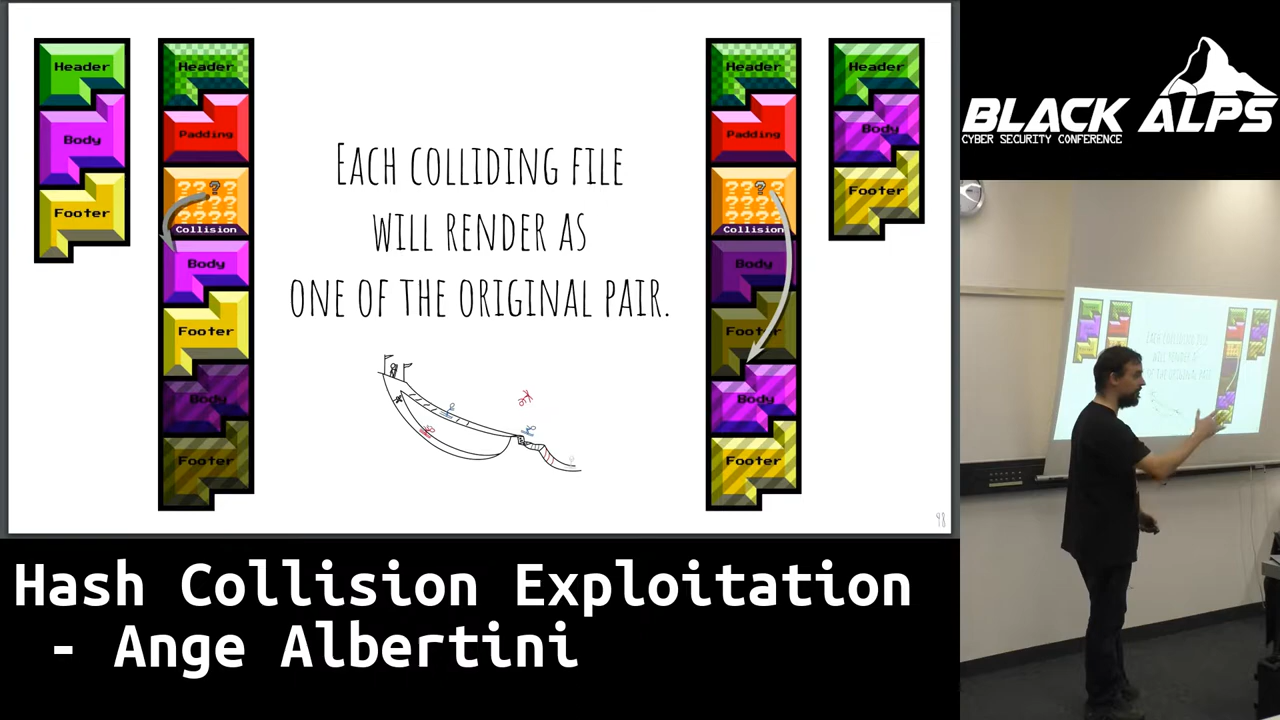 Header
Body
Footer
Header
Padding
? ? ?
? ? ? ?
? ? ? ?
Collision
Body
Footer
Body
Footer
EACH COLLIDING FILE
WILL RENDER AS
ONE OF THE ORIGINAL PAIR.
Header
Padding
Collision
Body
Footer
Body
Footer
Header
Body
Footer
98
BLACK ALPS
CYBER SECURITY CONFERENCE
Hash Collision Exploitation
- Ange Albertini